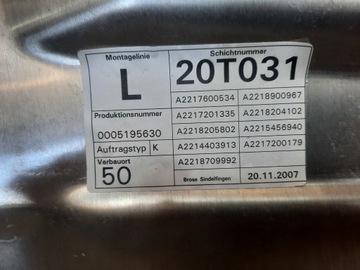 Montagelinie
L
Schichtnummer
20T031
Produktionsnummer
0005195630
Auftragstyp K
Verbauort
50
A2217600534 A2218900967
A2217201335 A2218204102
A2218205802 A2215456940
A2214403913 A2217200179
A2218709992
Brose Sindelfingen 20.11.2007